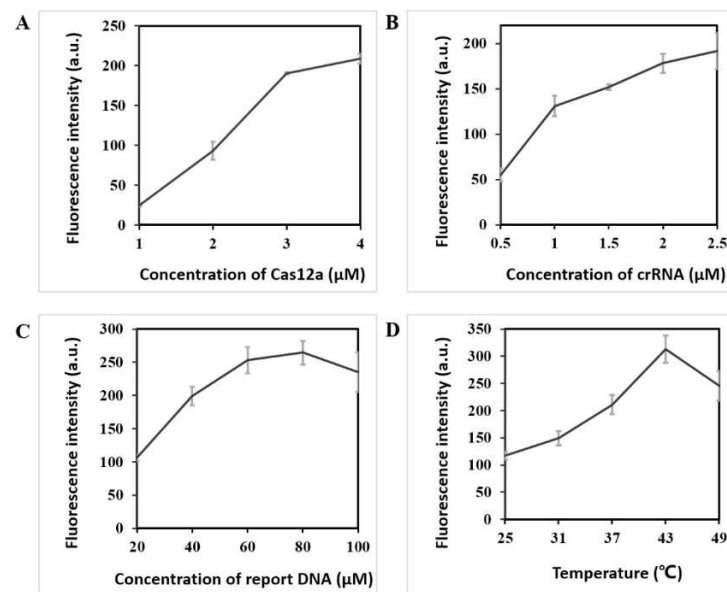 A
Fluorescence intensity (a.u.)
250
200
150
100
50
0
1 2 3 4
Concentration of Cas12a (μM)
B
Fluorescence intensity (a.u.)
200
150
100
50
0
0.5 1 1.5 2 2.5
Concentration of crRNA (μM)
C
Fluorescence intensity (a.u.)
300
250
200
150
100
50
0
20 40 60 80 100
Concentration of report DNA (μM)
D
Fluorescence intensity (a.u.)
350
300
250
200
150
100
50
0
25 31 37 43 49
Temperature (℃)